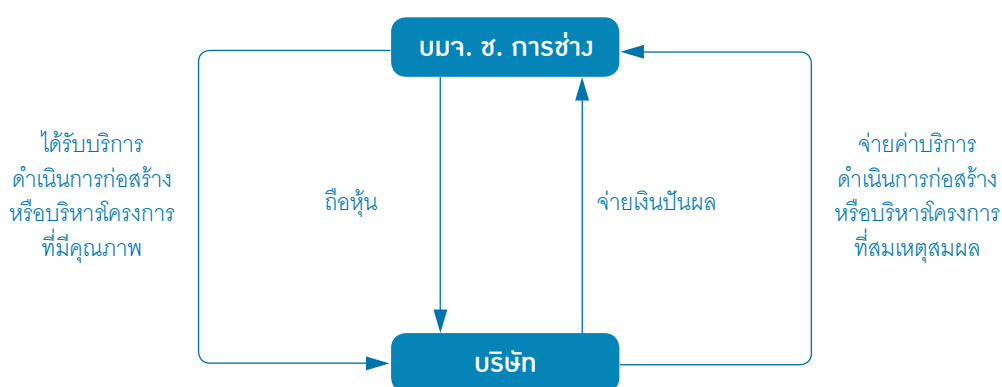 บมจ. ช. การช่าง
ได้รับบริการ
ดำเนินการก่อสร้าง
หรือบริหารโครงการ
ที่มีคุณภาพ
ถือหุ้น
จ่ายเงินปันผล
จ่ายค่าบริการ
ดำเนินการก่อสร้าง
หรือบริหารโครงการ
ที่สมเหตุสมผล
บริษัท